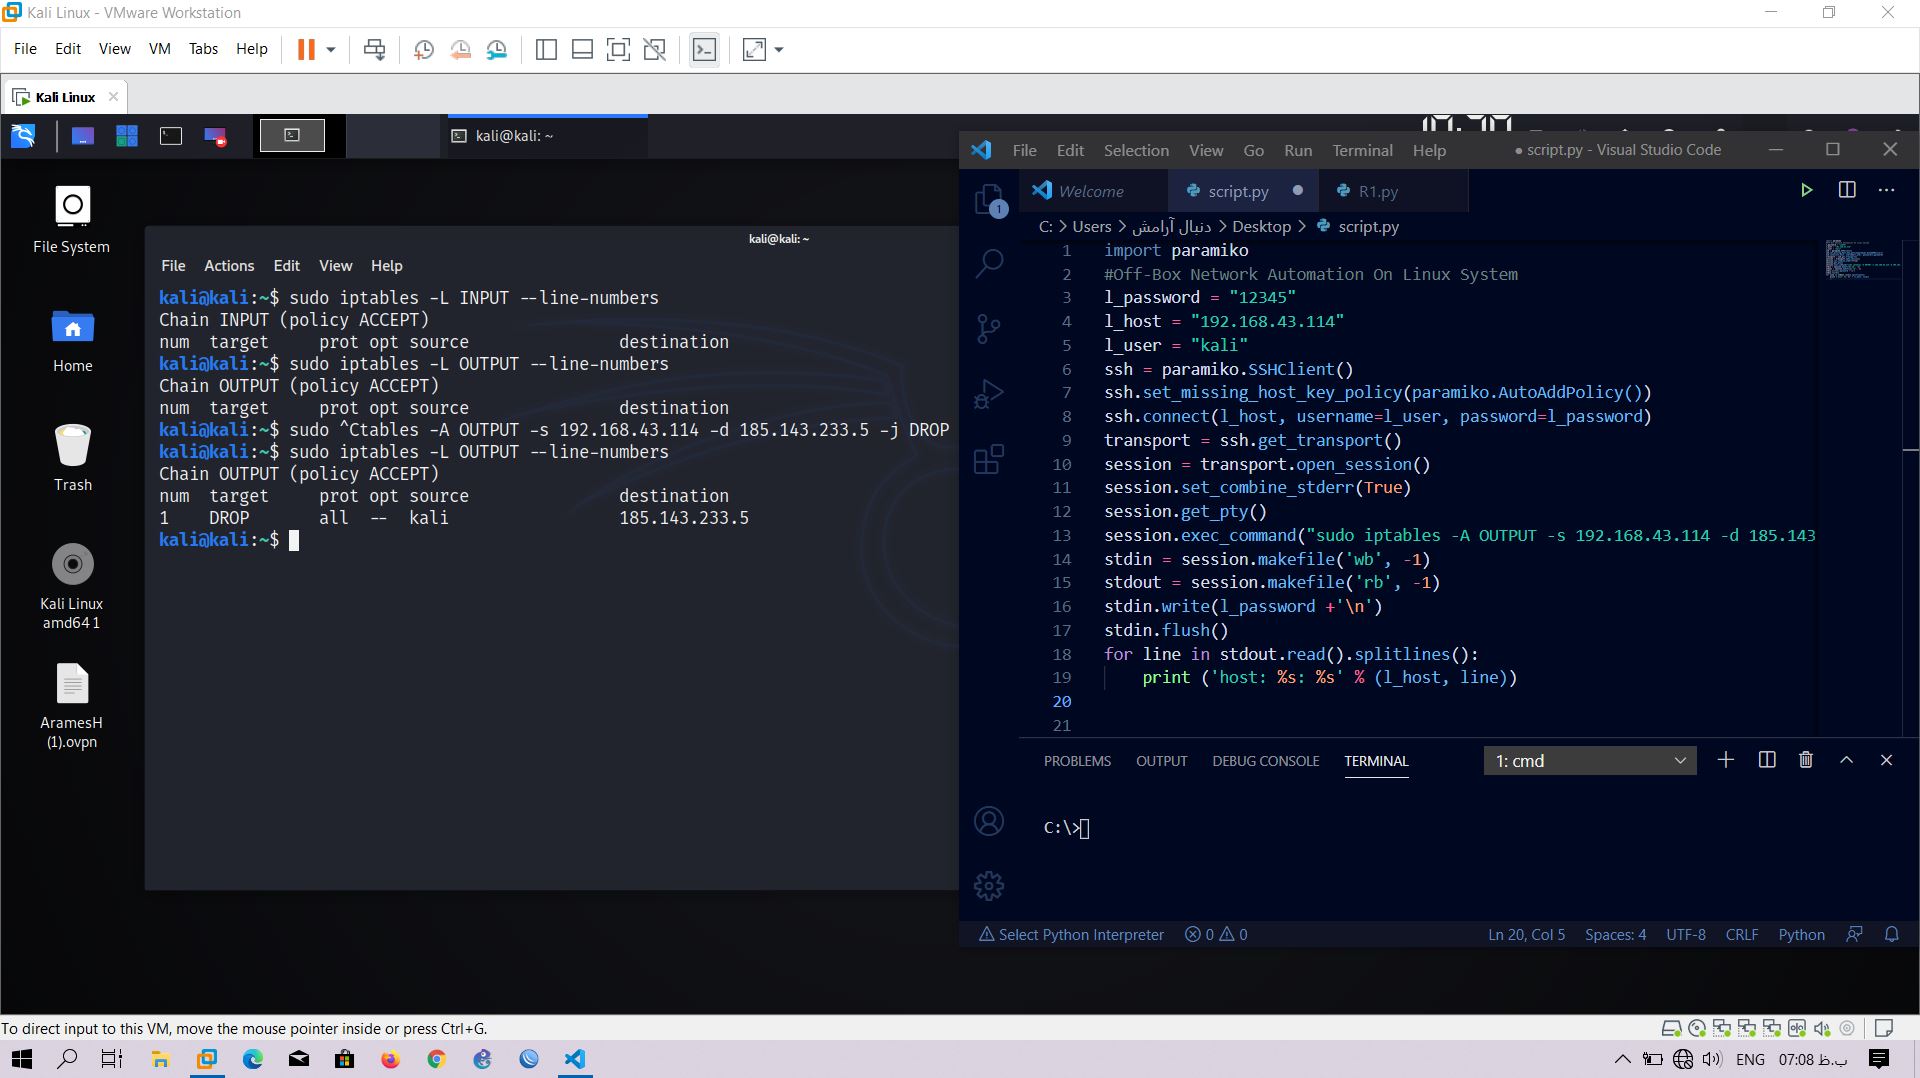 Kali Linux - VMware Workstation
File Edit View VM Tabs Help
Kali Linux
kali@kali: ~
File System
Home
Trash
Kali Linux
amd64 1
AramesH
(1).ovpn
kali@kali: ~
File Actions Edit View Help
kali@kali:~$ sudo iptables -L INPUT --line-numbers
Chain INPUT (policy ACCEPT)
num target prot opt source destination
kali@kali:~$ sudo iptables -L OUTPUT --line-numbers
Chain OUTPUT (policy ACCEPT)
num target prot opt source destination
kali@kali:~$ sudo ^Ctables -A OUTPUT -s 192.168.43.114 -d 185.143.233.5 -j DROP
kali@kali:~$ sudo iptables -L OUTPUT --line-numbers
Chain OUTPUT (policy ACCEPT)
num target prot opt source destination
1 DROP all -- kali 185.143.233.5
kali@kali:~$
File Edit Selection View Go Run Terminal Help ● script.py - Visual Studio Code
1
Welcome script.py ● R1.py
C: > Users > دنبال آرامش > Desktop > script.py
1 import paramiko
2 #Off-Box Network Automation On Linux System
3 l_password = "12345"
4 l_host = "192.168.43.114"
5 l_user = "kali"
6 ssh = paramiko.SSHClient()
7 ssh.set_missing_host_key_policy(paramiko.AutoAddPolicy())
8 ssh.connect(l_host, username=l_user, password=l_password)
9 transport = ssh.get_transport()
10 session = transport.open_session()
11 session.set_combine_stderr(True)
12 session.get_pty()
13 session.exec_command("sudo iptables -A OUTPUT -s 192.168.43.114 -d 185.143
14 stdin = session.makefile('wb', -1)
15 stdout = session.makefile('rb', -1)
16 stdin.write(l_password +'\n')
17 stdin.flush()
18 for line in stdout.read().splitlines():
19 print ('host: %s: %s' % (l_host, line))
20
21
PROBLEMS OUTPUT DEBUG CONSOLE TERMINAL 1: cmd
C:\>
Select Python Interpreter 0 0 Ln 20, Col 5 Spaces: 4 UTF-8 CRLF Python
To direct input to this VM, move the mouse pointer inside or press Ctrl+G.
ENG 07:08 ب.ظ